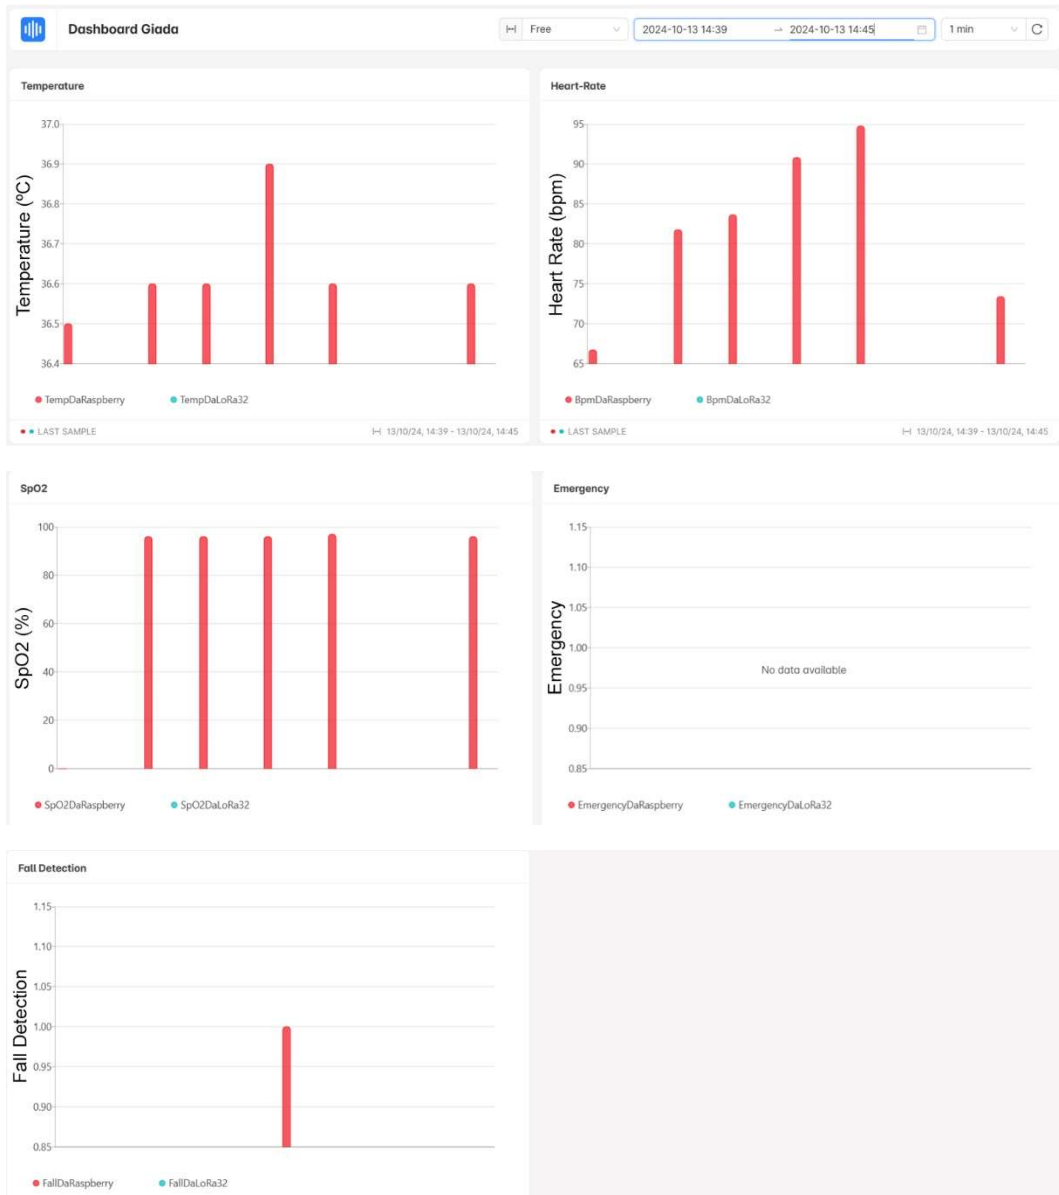 Dashboard Giada
Free
2024-10-13 14:39 → 2024-10-13 14:45
1 min
Temperature
Temperature (ºC)
37.0
36.9
36.8
36.7
36.6
36.5
36.4
TempDaRaspberry TempDaLoRa32
LAST SAMPLE 13/10/24, 14:39 - 13/10/24, 14:45
Heart-Rate
Heart Rate (bpm)
95
90
85
80
75
70
65
BpmDaRaspberry BpmDaLoRa32
LAST SAMPLE 13/10/24, 14:39 - 13/10/24, 14:45
SpO2
SpO2 (%)
100
80
60
40
20
0
SpO2DaRaspberry SpO2DaLoRa32
Emergency
Emergency
1.15
1.10
1.05
1.00
0.95
0.90
0.85
No data available
EmergencyDaRaspberry EmergencyDaLoRa32
Fall Detection
Fall Detection
1.15
1.10
1.05
1.00
0.95
0.90
0.85
FallDaRaspberry FallDaLoRa32